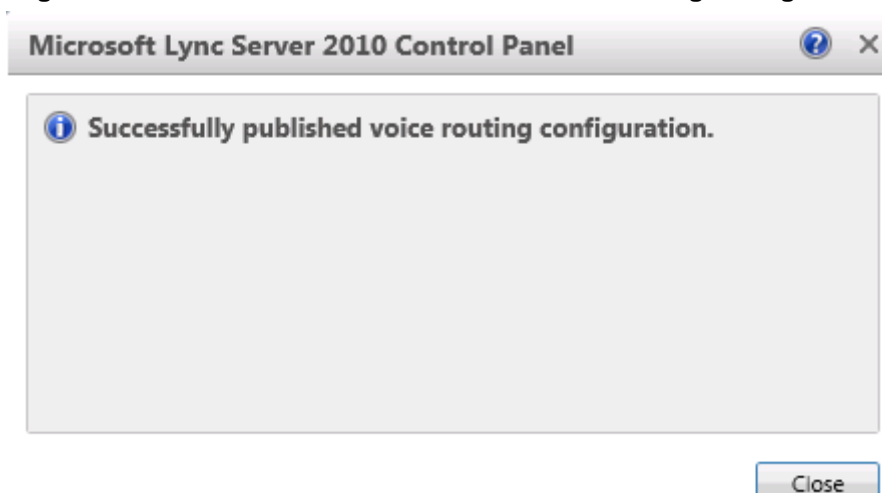 Microsoft Lync Server 2010 Control Panel
Successfully published voice routing configuration.
Close